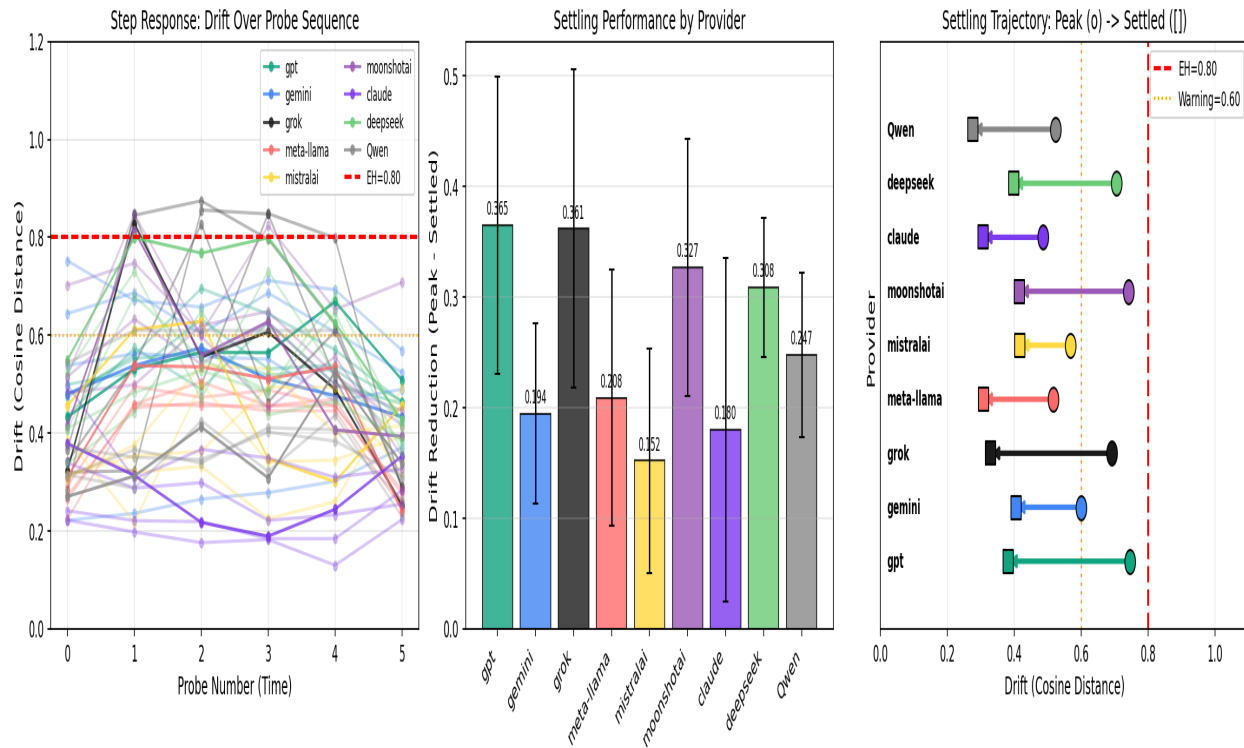 Step Response: Drift Over Probe Sequence
Drift (Cosine Distance)
1.2
1.0
0.8
0.6
0.4
0.2
0.0
0 1 2 3 4 5
Probe Number (Time)
gpt
gemini
grok
meta-llama
mistralai
moonshotai
claude
deepseek
Qwen
EH=0.80
Settling Performance by Provider
Drift Reduction (Peak - Settled)
0.5
0.4
0.3
0.2
0.1
0.0
0.365
0.194
0.361
0.208
0.152
0.327
0.180
0.308
0.247
gpt
gemini
grok
meta-llama
mistralai
moonshotai
claude
deepseek
Qwen
Settling Trajectory: Peak (o) -> Settled ([])
EH=0.80
Warning=0.60
Provider
Qwen
deepseek
claude
moonshotai
mistralai
meta-llama
grok
gemini
gpt
0.0 0.2 0.4 0.6 0.8 1.0
Drift (Cosine Distance)